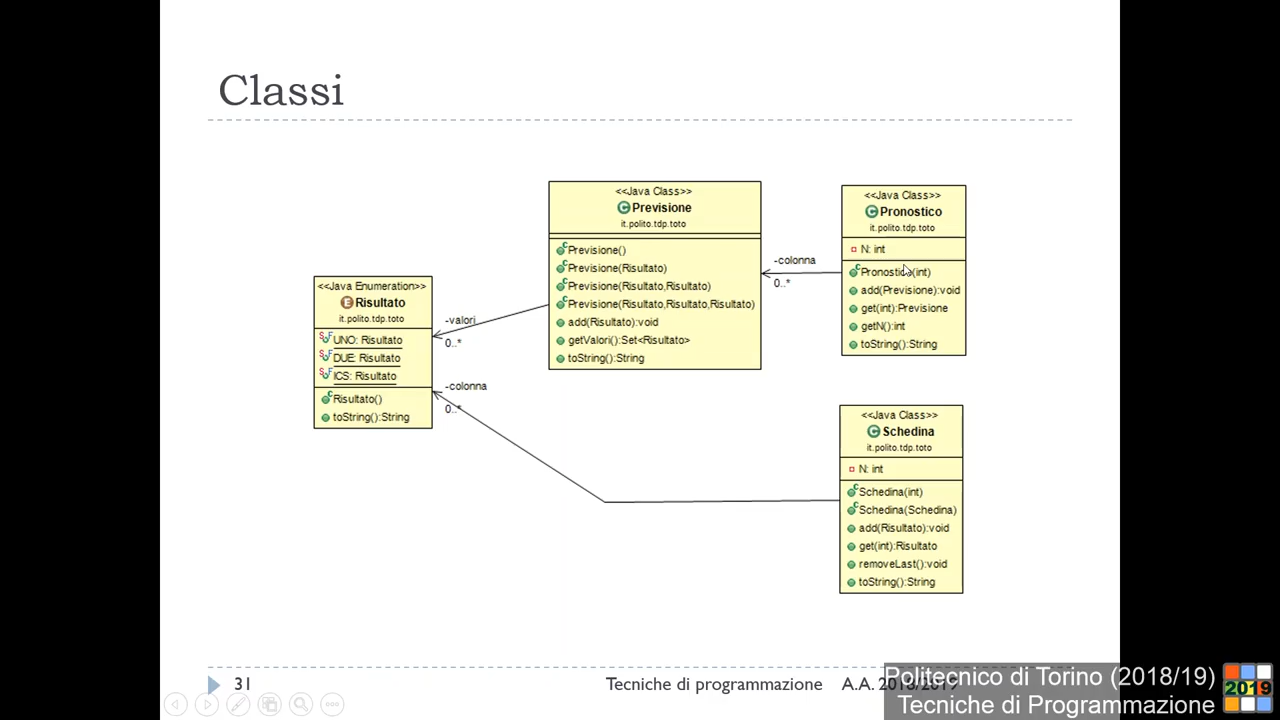 Classi
<<Java Class>>
Previsione
it.polito.tdp.toto
Previsione()
Previsione(Risultato)
Previsione(Risultato,Risultato)
Previsione(Risultato,Risultato,Risultato)
add(Risultato):void
getValori():Set<Risultato>
toString():String
<<Java Class>>
Pronostico
it.polito.tdp.toto
N: int
Pronostico(int)
add(Previsione):void
get(int):Previsione
getN():int
toString():String
-colonna
0..*
<<Java Enumeration>>
Risultato
it.polito.tdp.toto
UNO: Risultato
DUE: Risultato
ICS: Risultato
Risultato()
toString():String
-valori
0..*
-colonna
0..*
<<Java Class>>
Schedina
it.polito.tdp.toto
N: int
Schedina(int)
Schedina(Schedina)
add(Risultato):void
get(int):Risultato
removeLast():void
toString():String
31
Tecniche di programmazione A.A. 2018/2019
Politecnico di Torino (2018/19)
Tecniche di Programmazione
2019